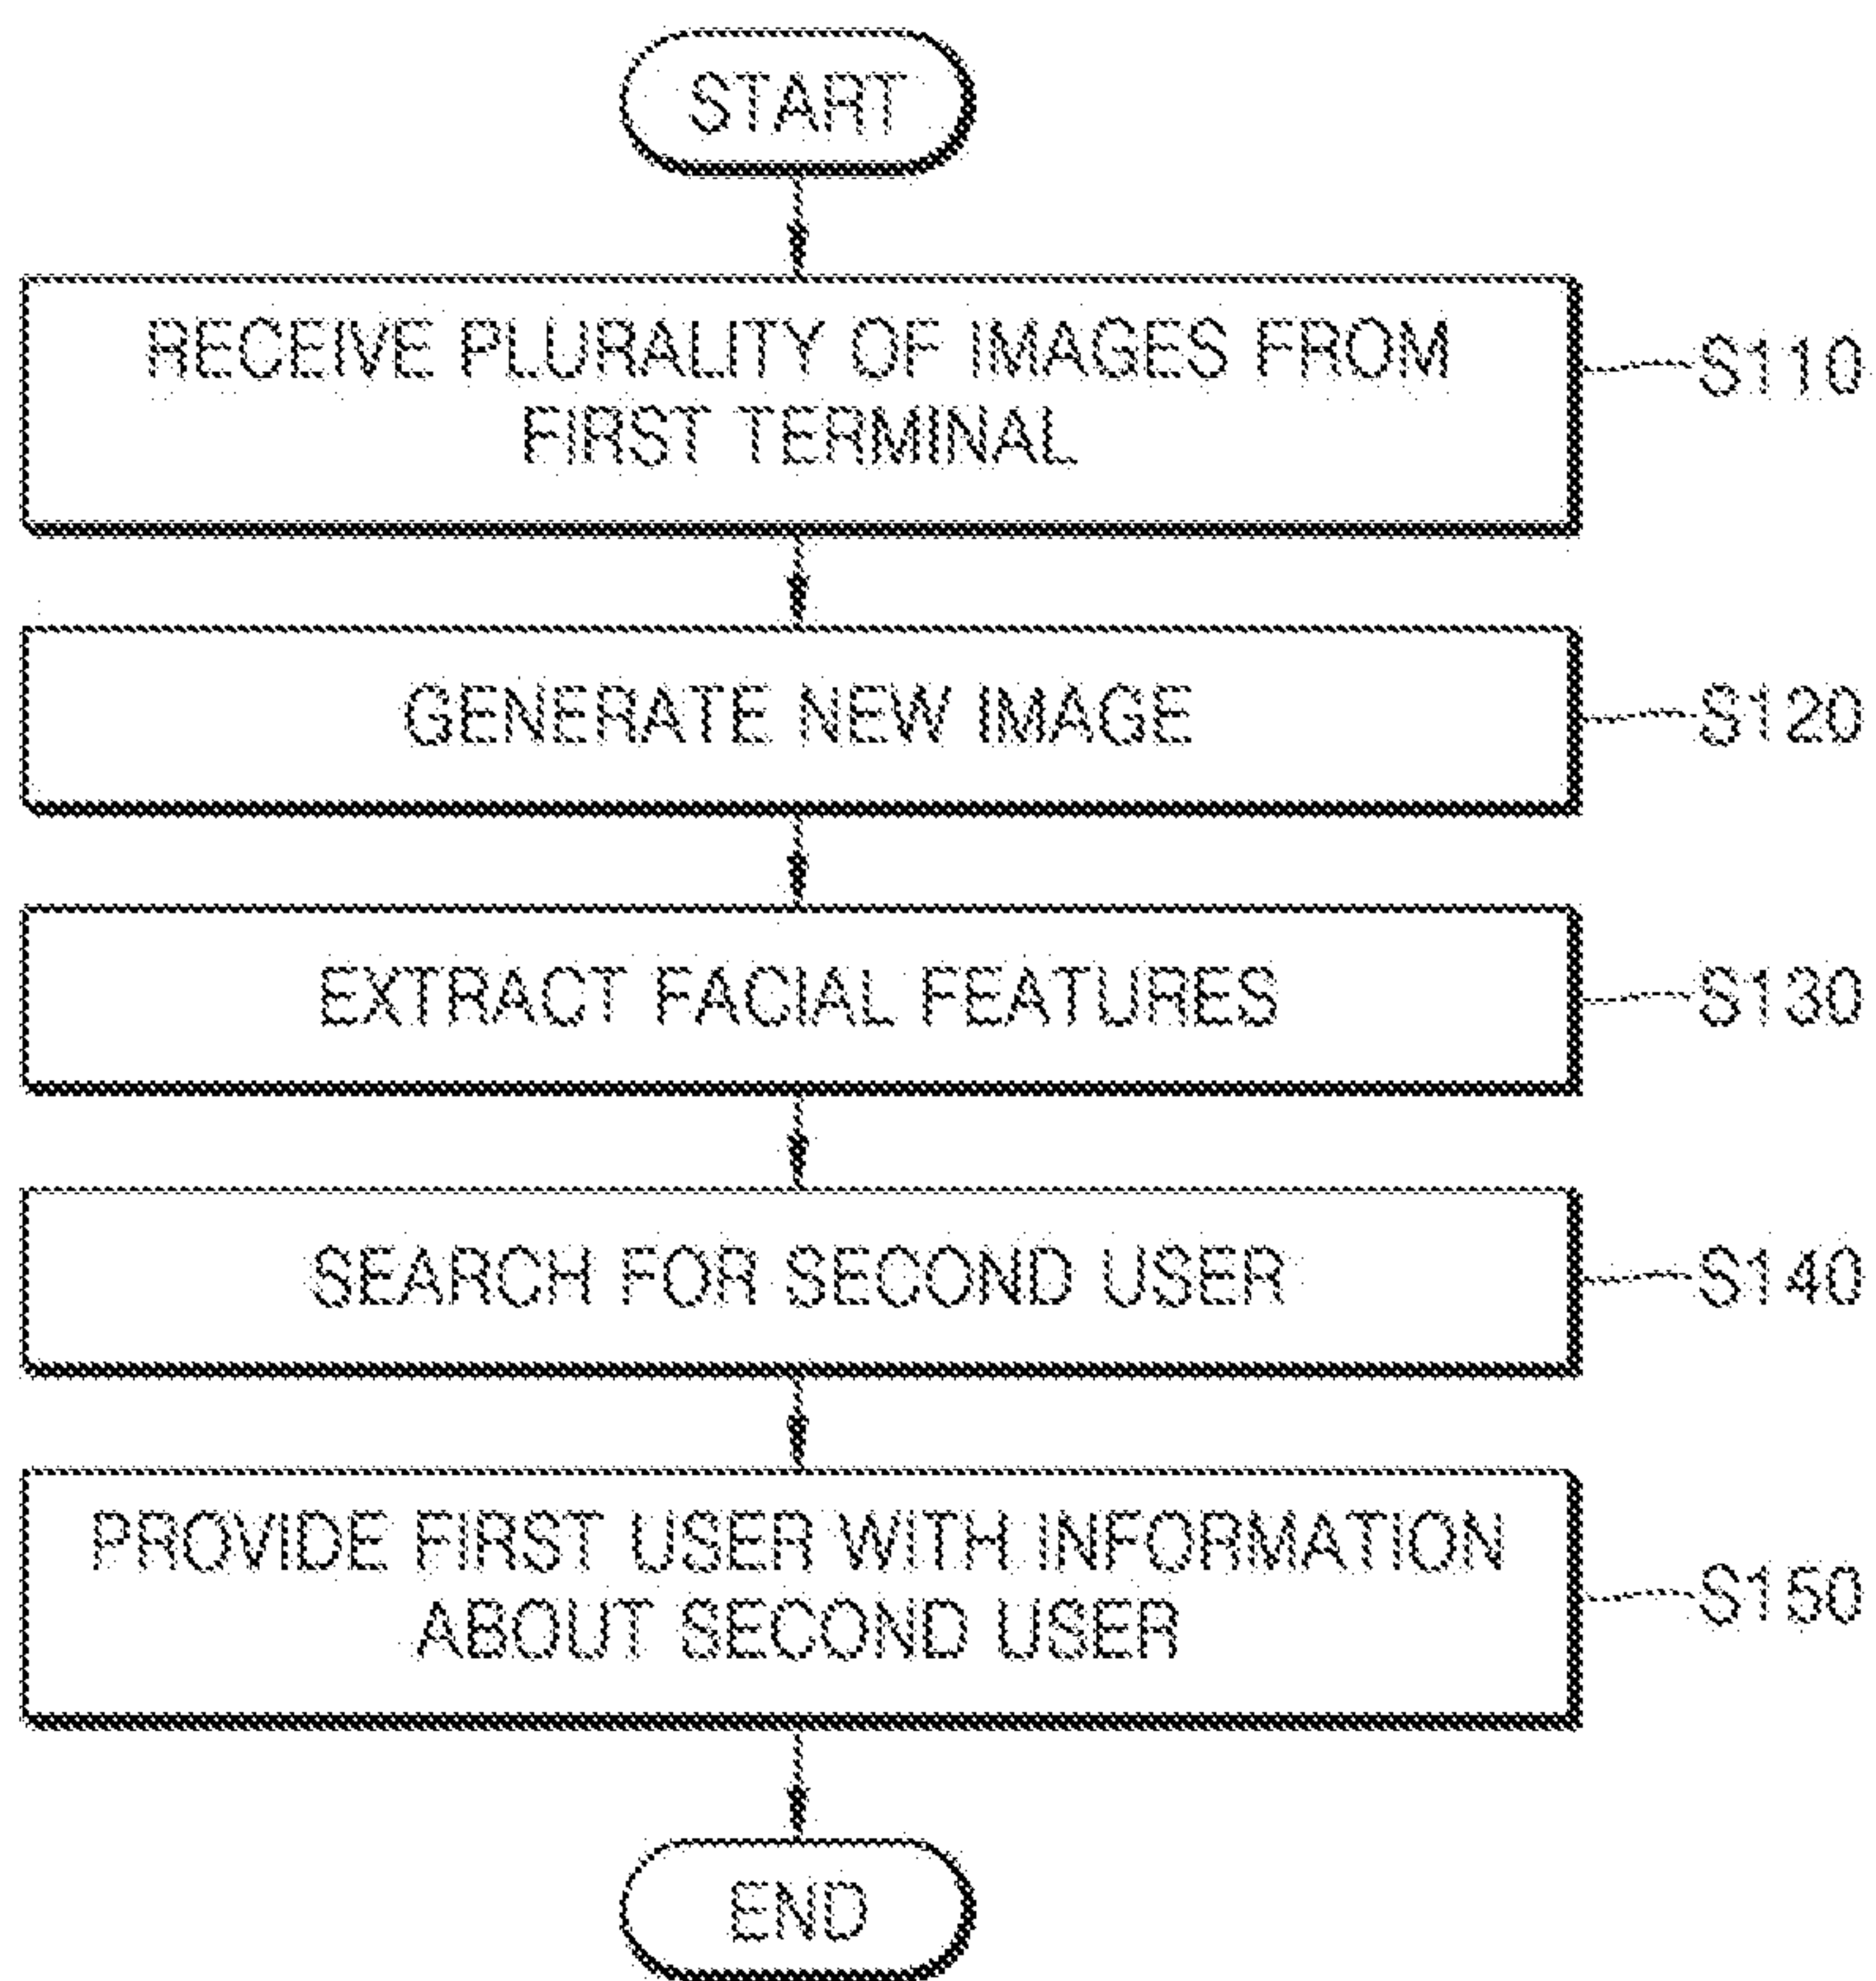 START
RECEIVE PLURALITY OF IMAGES FROM
FIRST TERMINAL
S110
GENERATE NEW IMAGE
S120
EXTRACT FACIAL FEATURES
S130
SEARCH FOR SECOND USER
S140
PROVIDE FIRST USER WITH INFORMATION
ABOUT SECOND USER
S150
END